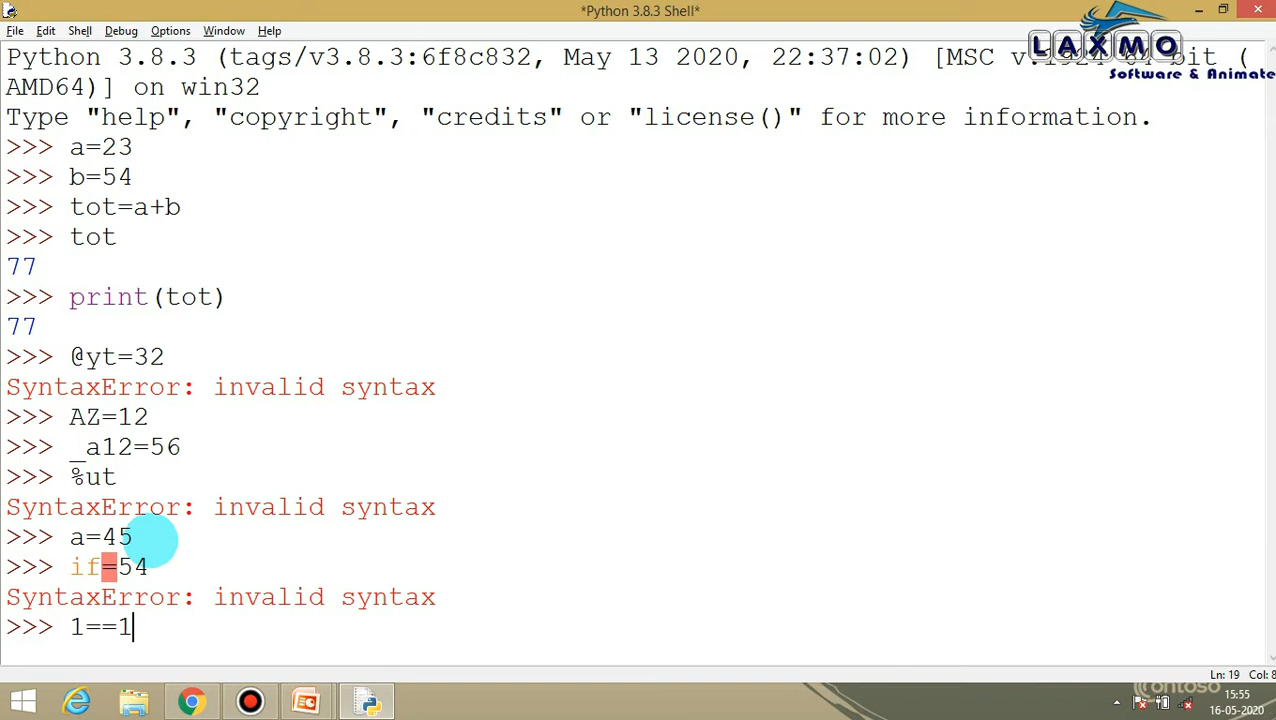 *Python 3.8.3 Shell*
File Edit Shell Debug Options Window Help
LAXMO
Software & Animate
Python 3.8.3 (tags/v3.8.3:6f8c832, May 13 2020, 22:37:02) [MSC v.1924 64 bit (
AMD64)] on win32
Type "help", "copyright", "credits" or "license()" for more information.
>>> a=23
>>> b=54
>>> tot=a+b
>>> tot
77
>>> print(tot)
77
>>> @yt=32
SyntaxError: invalid syntax
>>> AZ=12
>>> _a12=56
>>> %ut
SyntaxError: invalid syntax
>>> a=45
>>> if=54
SyntaxError: invalid syntax
>>> 1==1
Ln: 19 Col: 8
ontoso
15:55
16-05-2020